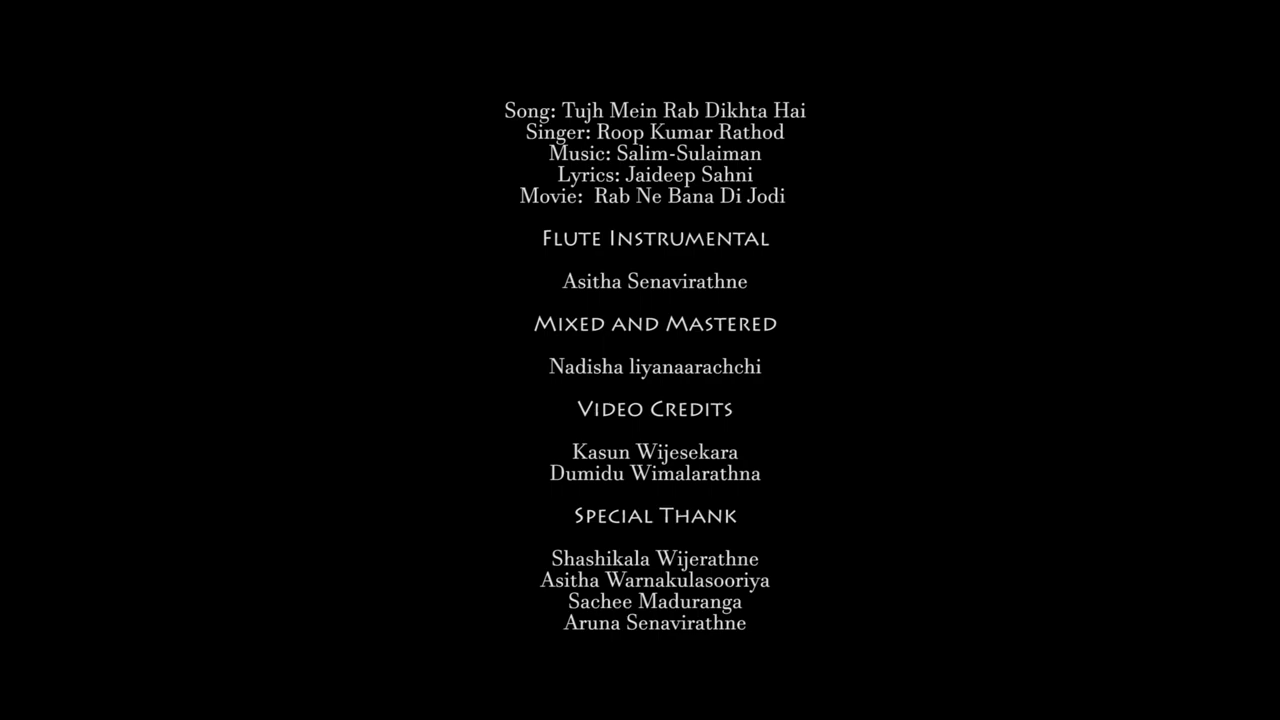 Song: Tujh Mein Rab Dikhta Hai
Singer: Roop Kumar Rathod
Music: Salim-Sulaiman
Lyrics: Jaideep Sahni
Movie:  Rab Ne Bana Di Jodi
Flute Instrumental
Asitha Senavirathne
Mixed and Mastered
Nadisha liyanaarachchi
Video Credits
Kasun Wijesekara
Dumidu Wimalarathna
Special Thank
Shashikala Wijerathne
Asitha Warnakulasooriya
Sachee Maduranga
Aruna Senavirathne